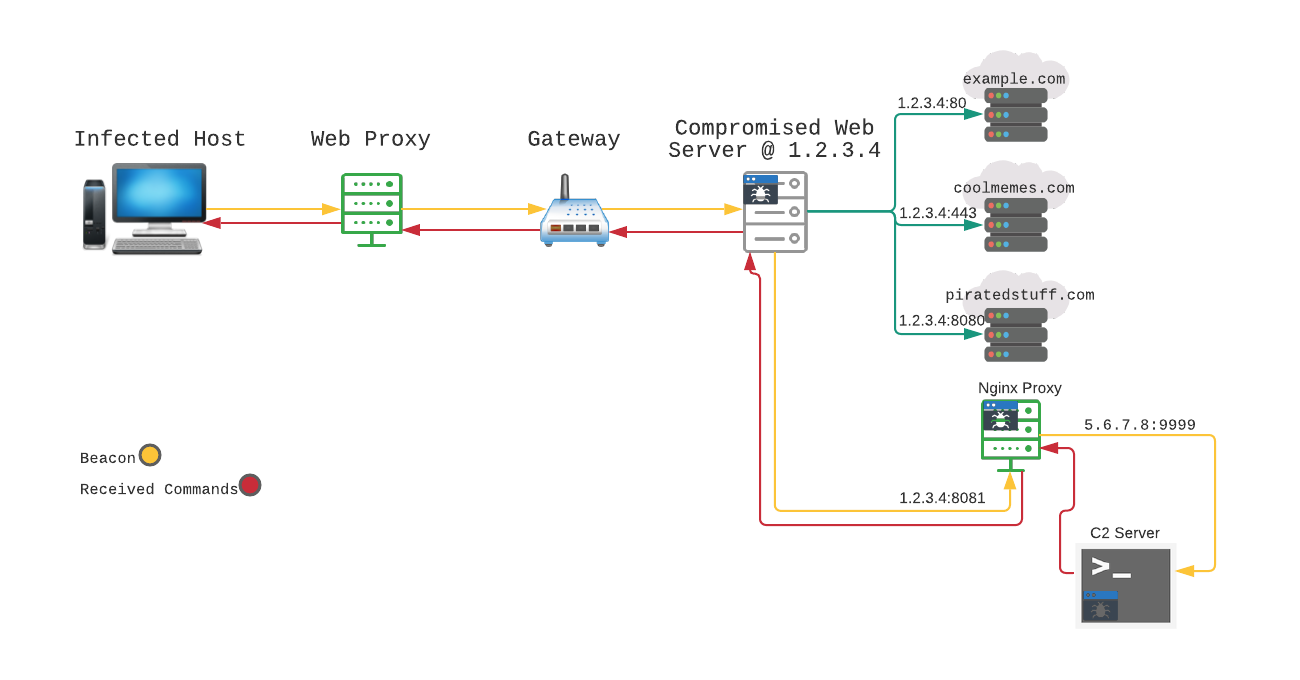 Infected Host
Web Proxy
Gateway
Compromised Web
Server @ 1.2.3.4
example.com
1.2.3.4:80
coolmemes.com
1.2.3.4:443
piratedstuff.com
1.2.3.4:8080
Nginx Proxy
5.6.7.8:9999
1.2.3.4:8081
C2 Server
>_
Beacon
Received Commands